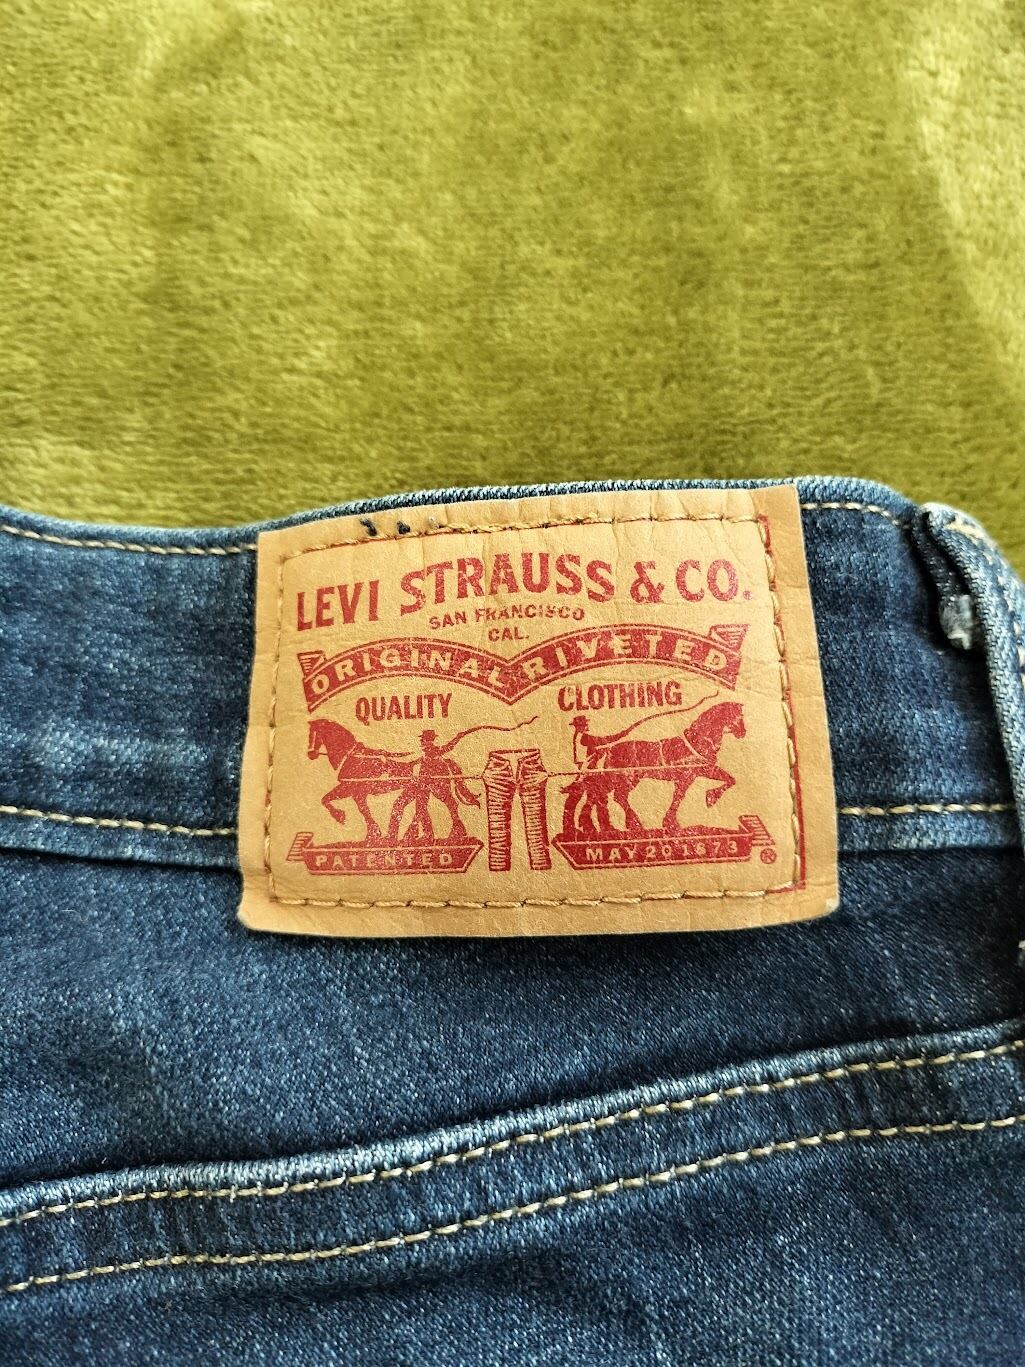 LEVI STRAUSS & CO.
SAN FRANCISCO
CAL.
ORIGINAL RIVETED
QUALITY CLOTHING
PATENTED MAY 20 1873 ®